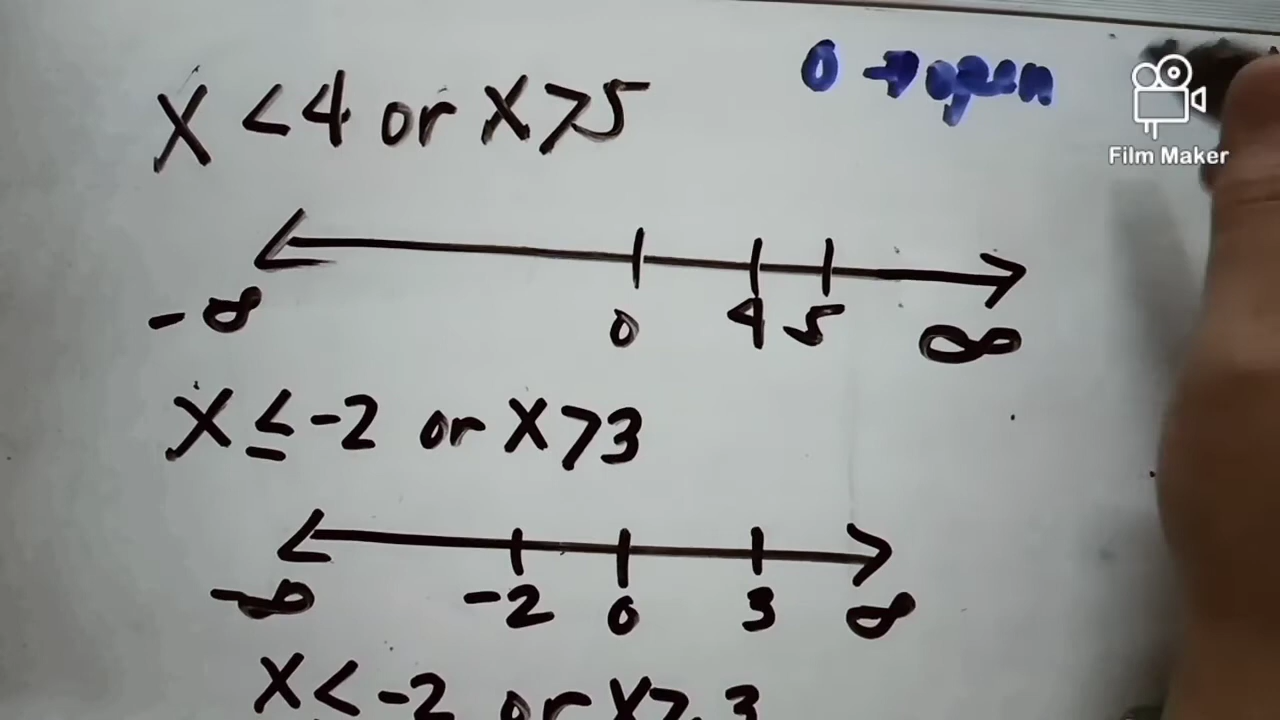 x < 4 or x > 5
0 → open
Film Maker
-∞ 0 4 5 ∞
x ≤ -2 or x > 3
-∞ -2 0 3 ∞